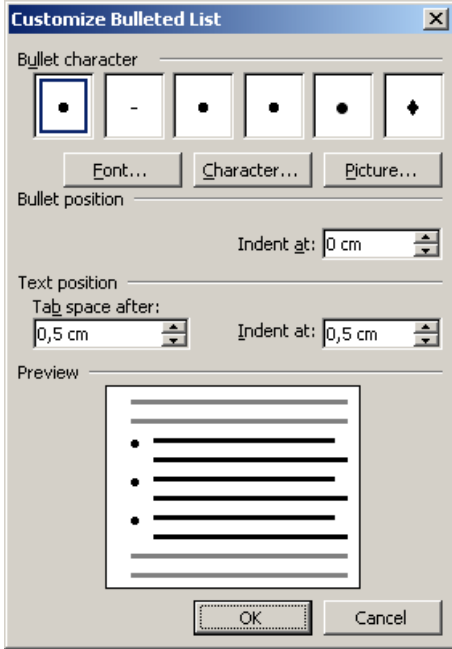 Customize Bulleted List
Bullet character
Font... Character... Picture...
Bullet position
Indent at: 0 cm
Text position
Tab space after:
0,5 cm Indent at: 0,5 cm
Preview
OK Cancel